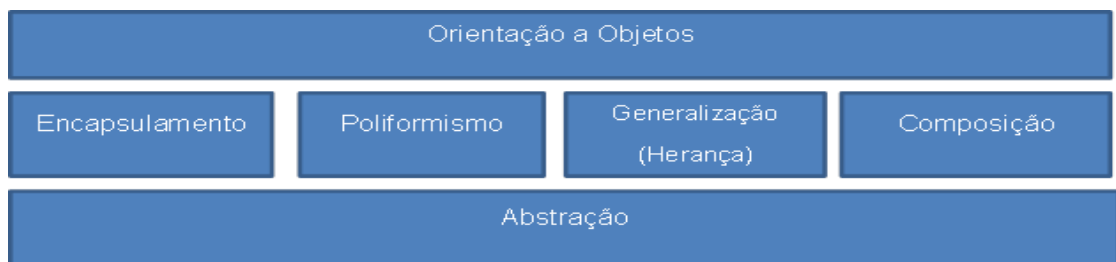 Orientação a Objetos
Encapsulamento
Poliformismo
Generalização
(Herança)
Composição
Abstração